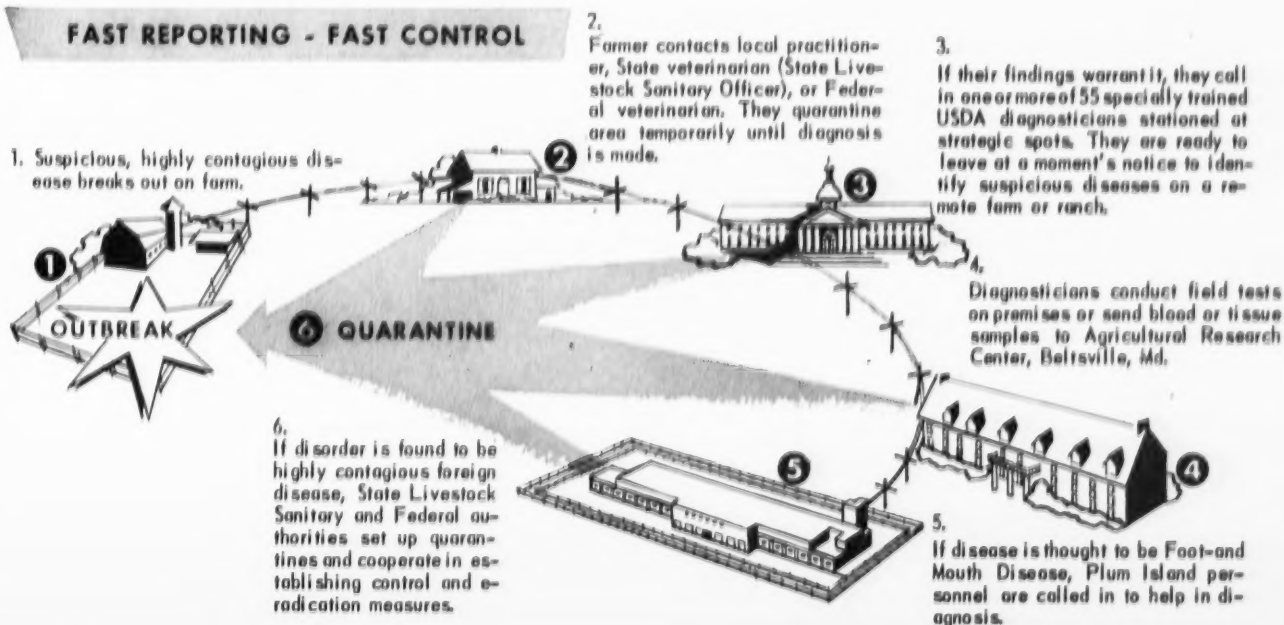 FAST REPORTING - FAST CONTROL
1. Suspicious, highly contagious dis-
ease breaks out on farm.
2.
Farmer contacts local practition-
er, State veterinarian (State Live-
stock Sanitary Officer), or Feder-
al veterinarian. They quarantine
area temporarily until diagnosis
is made.
3.
If their findings warrant it, they call
in one or more of 55 specially trained
USDA diagnosticians stationed at
strategic spots. They are ready to
leave at a moment's notice to iden-
tify suspicious diseases on a re-
mote farm or ranch.
4.
Diagnosticians conduct field tests
on premises or send blood or tissue
samples to Agricultural Research
Center, Beltsville, Md.
5.
If disease is thought to be Foot-and
Mouth Disease, Plum Island per-
sonnel are called in to help in di-
agnosis.
6.
If disorder is found to be
highly contagious foreign
disease, State Livestock
Sanitary and Federal au-
thorities set up quaran-
tines and cooperate in es-
tablishing control and e-
radication measures.
1
OUTBREAK
2
3
4
5
6 QUARANTINE